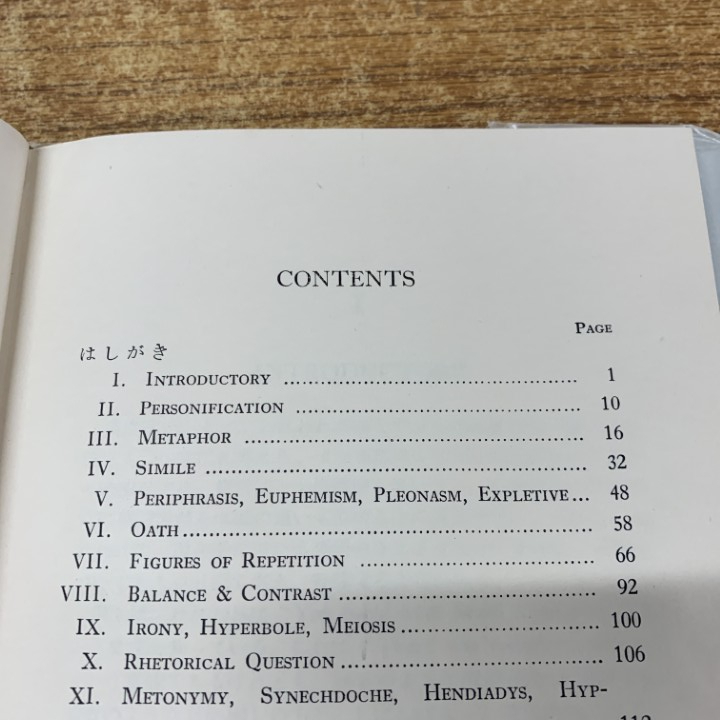 CONTENTS
PAGE
はしがき
I. INTRODUCTORY ........................ 1
II. PERSONIFICATION ........................ 10
III. METAPHOR ........................ 16
IV. SIMILE ........................ 32
V. PERIPHRASIS, EUPHEMISM, PLEONASM, EXPLETIVE... 48
VI. OATH ........................ 58
VII. FIGURES OF REPETITION ........................ 66
VIII. BALANCE & CONTRAST ........................ 92
IX. IRONY, HYPERBOLE, MEIOSIS ........................ 100
X. RHETORICAL QUESTION ........................ 106
XI. METONYMY, SYNECHDOCHE, HENDIADYS, HYP-